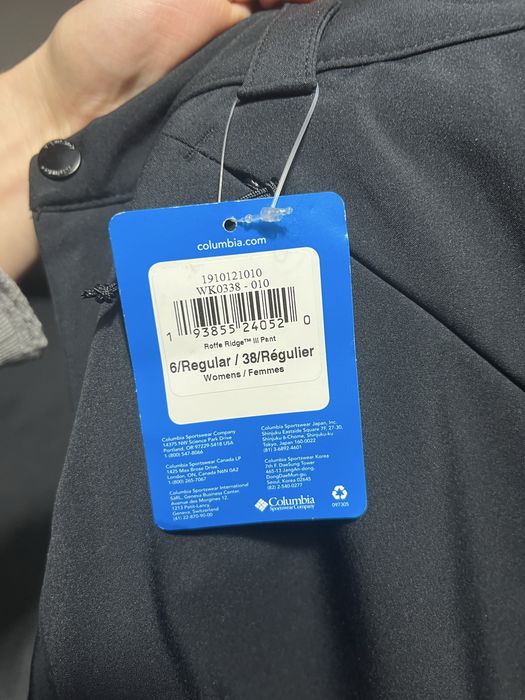 columbia.com
1910121010
WK0338 - 010
1 93855 24052 0
Roffe Ridge™ III Pant
6/Regular / 38/Régulier
Womens / Femmes
Columbia Sportswear Company
14375 NW Science Park Drive
Portland, OR 97229-5418 USA
1-(800) 547-8066
Columbia Sportswear Canada LP
1425 Max Brose Drive,
London, ON, Canada N6N 0A2
1-(888) 265-7067
Columbia Sportswear International
SARL, Geneva Business Center,
Avenue des Morgines 12,
1213 Petit-Lancy
Geneva, Switzerland
(41) 22-870-90-00
Columbia Sportswear Japan, Inc.
Shinjuku Eastside Square 7F, 27-30,
Shinjuku 6-Chome, Shinjuku-ku
Tokyo, Japan 160-0022
(81) 3-6892-4601
Columbia Sportswear Korea
7th F. DaeSung Tower
465-13 JangAn-dong,
DongDaeMun-gu,
Seoul, Korea 02645
(82) 2-540-0277
Columbia
Sportswear Company
097305